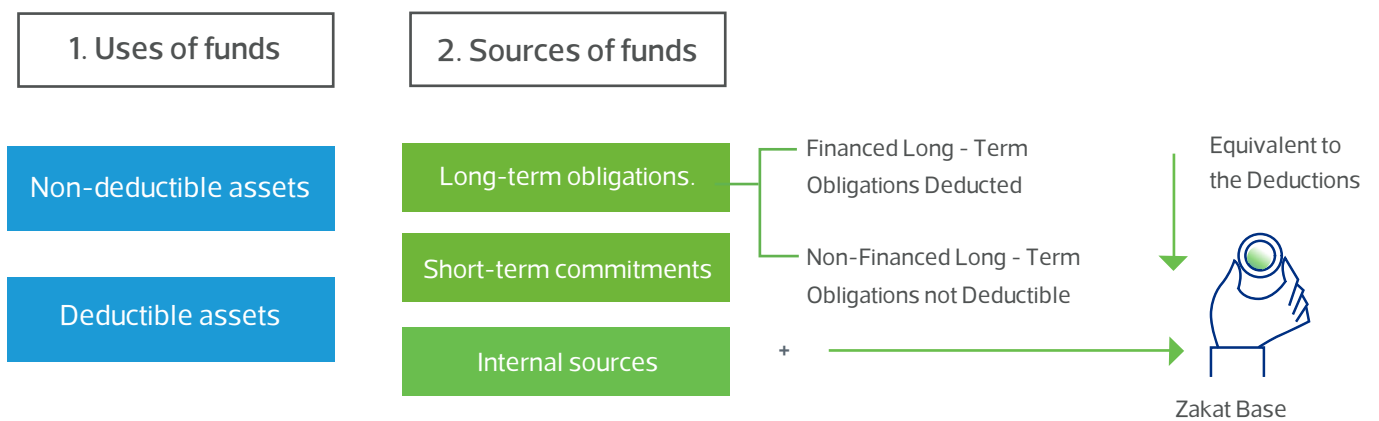 1. Uses of funds
2. Sources of funds
Non-deductible assets
Deductible assets
Long-term obligations.
Short-term commitments
Internal sources
Financed Long - Term
Obligations Deducted
Non-Financed Long - Term
Obligations not Deductible
+
Equivalent to
the Deductions
Zakat Base